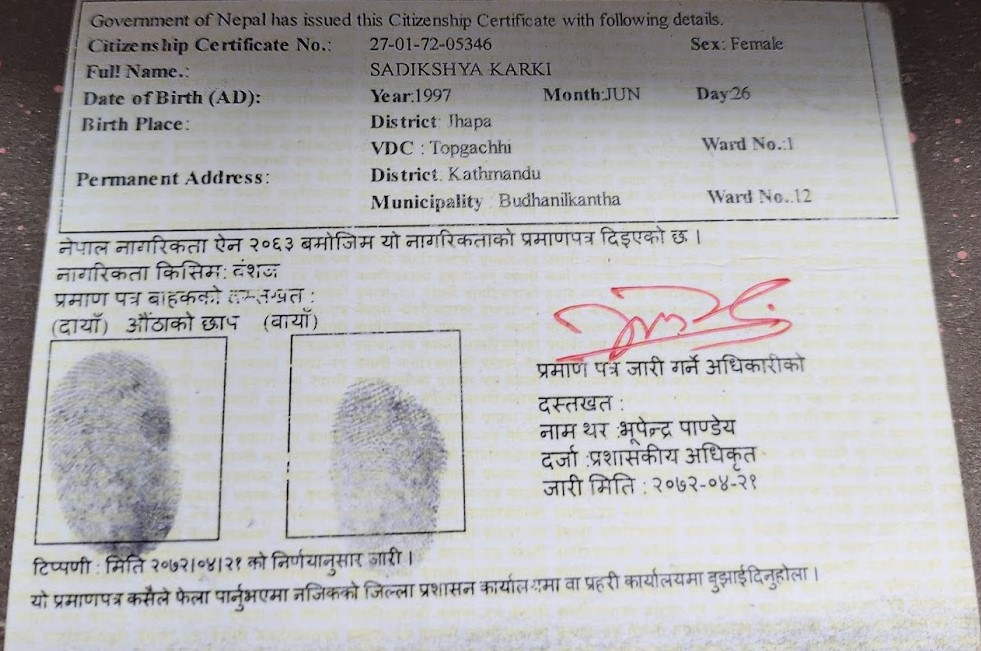 Government of Nepal has issued this Citizenship Certificate with following details.
Citizenship Certificate No.: 27-01-72-05346 Sex: Female
Full Name.: SADIKSHYA KARKI
Date of Birth (AD): Year:1997 Month:JUN Day:26
Birth Place: District: Jhapa
VDC : Topgachhi Ward No.:1
Permanent Address: District. Kathmandu
Municipality : Budhanilkantha Ward No.:12
नेपाल नागरिकता ऐन २०६३ बमोजिम यो नागरिकताको प्रमाणपत्र दिइएको छ ।
नागरिकता किसिम: वंशज
प्रमाण पत्र बाहकको दस्तखत :
(दायाँ) औंठाको छाप (बायाँ)
प्रमाण पत्र जारी गर्ने अधिकारीको
दस्तखत :
नाम थर :भूपेन्द्र पाण्डेय
दर्जा :प्रशासकीय अधिकृत
जारी मिति : २०७२-०४-२१
टिप्पणी : मिति २०७२।०४।२१ को निर्णयानुसार जारी ।
यो प्रमाणपत्र कसैले फेला पार्नुभएमा नजिकको जिल्ला प्रशासन कार्यालयमा वा प्रहरी कार्यालयमा बुझाईदिनुहोला ।